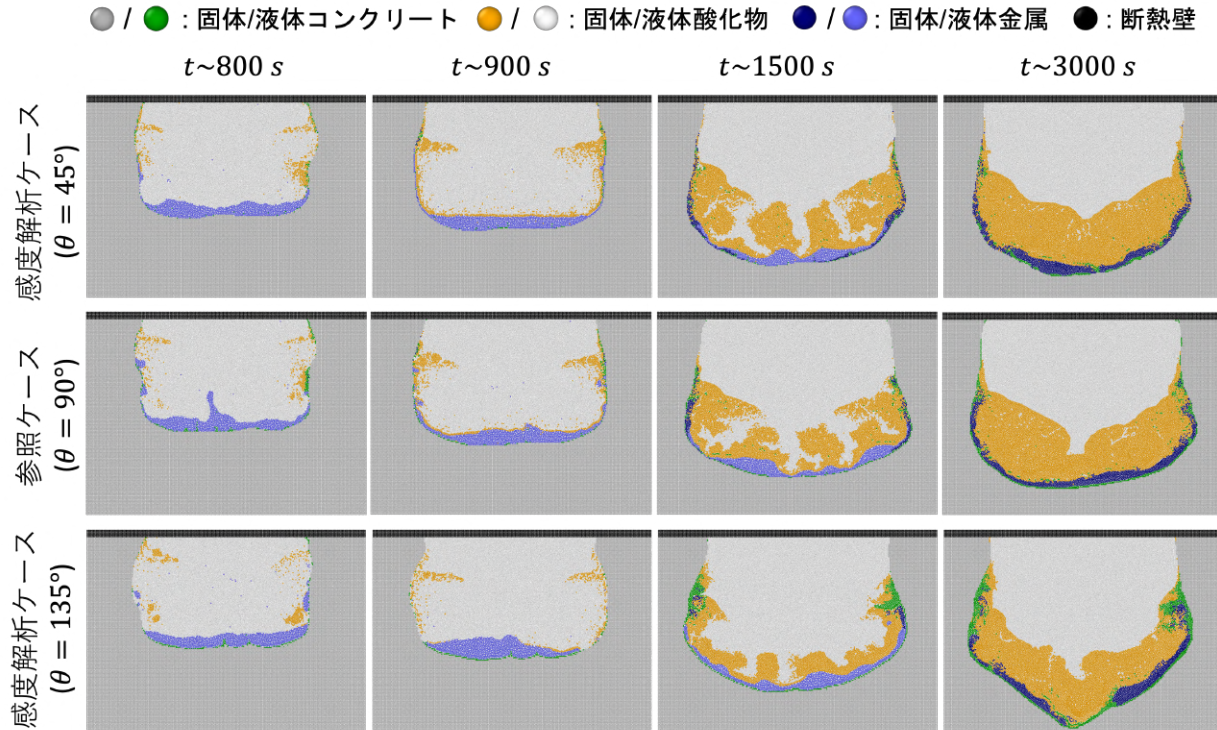 / : 固体/液体コンクリート / : 固体/液体酸化物 / : 固体/液体金属 : 断熱壁
t~800 s t~900 s t~1500 s t~3000 s
感度解析ケース
(θ = 45°)
参照ケース
(θ = 90°)
感度解析ケース
(θ = 135°)